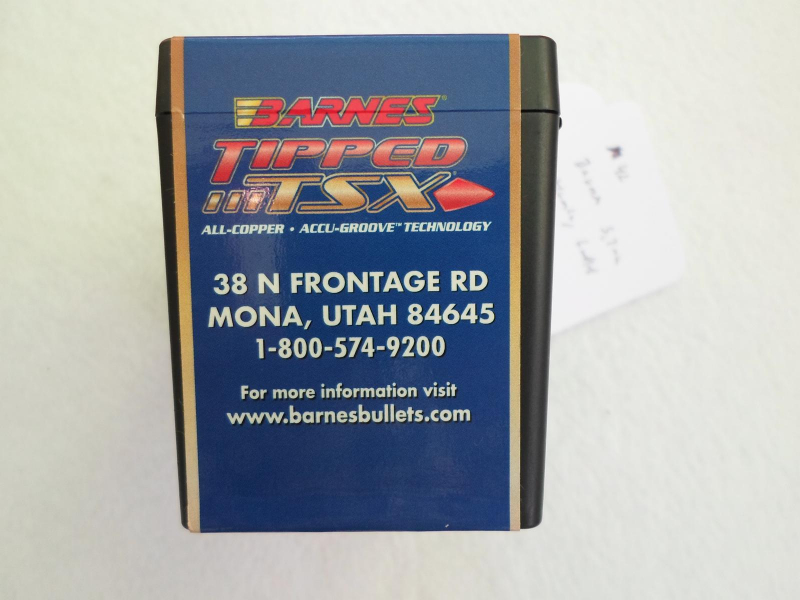 BARNES®
TIPPED
TSX®
ALL-COPPER • ACCU-GROOVE™ TECHNOLOGY
38 N FRONTAGE RD
MONA, UTAH 84645
1-800-574-9200
For more information visit
www.barnesbullets.com